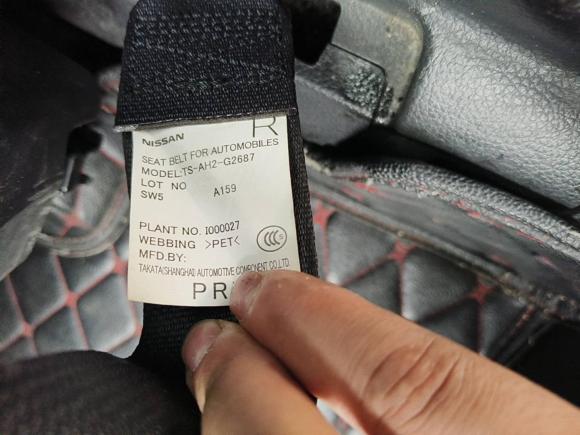 R
NISSAN
SEAT BELT FOR AUTOMOBILES
MODEL:TS-AH2-G2687
LOT NO A159
SW5
PLANT NO. I000027
WEBBING >PET<
MFD.BY:
TAKATA(SHANGHAI) AUTOMOTIVE COMPONENT CO.,LTD